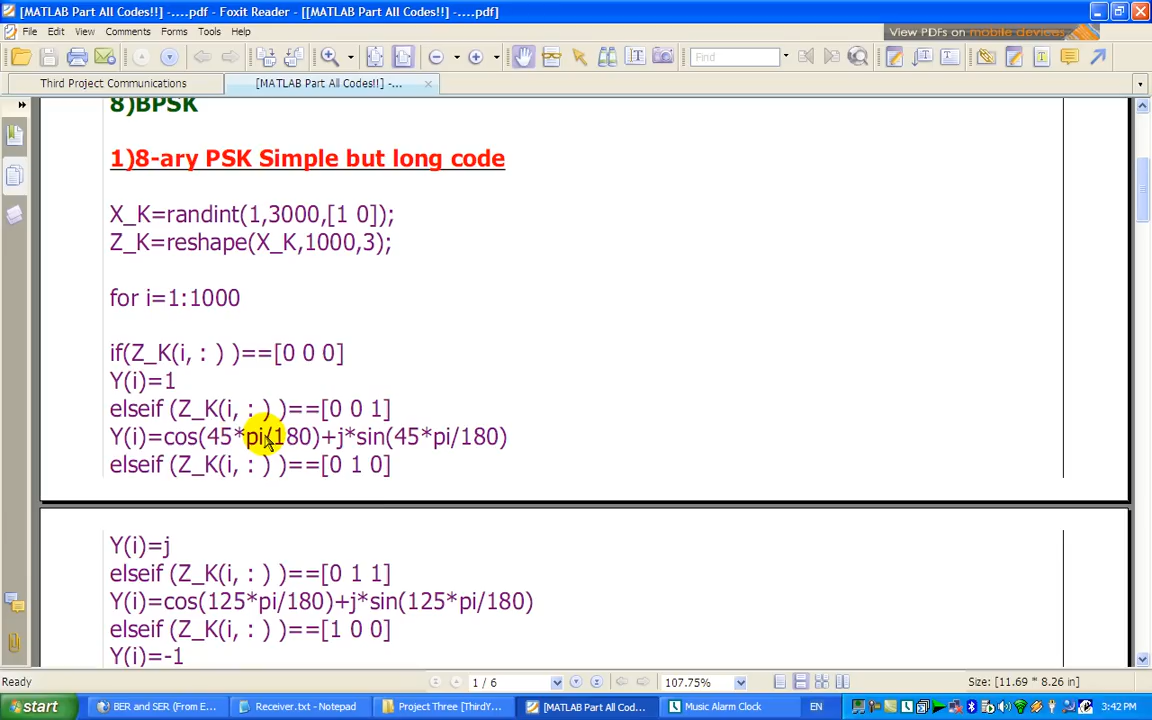 [MATLAB Part All Codes!!] -....pdf - Foxit Reader - [[MATLAB Part All Codes!!] -....pdf]
File Edit View Comments Forms Tools Help
View PDFs on mobile devices
Find
Third Project Communications
[MATLAB Part All Codes!!] -...
8)BPSK
1)8-ary PSK Simple but long code
X_K=randint(1,3000,[1 0]);
Z_K=reshape(X_K,1000,3);
for i=1:1000
if(Z_K(i, : ) )==[0 0 0]
Y(i)=1
elseif (Z_K(i, : ) )==[0 0 1]
Y(i)=cos(45*pi/180)+j*sin(45*pi/180)
elseif (Z_K(i, : ) )==[0 1 0]
Y(i)=j
elseif (Z_K(i, : ) )==[0 1 1]
Y(i)=cos(125*pi/180)+j*sin(125*pi/180)
elseif (Z_K(i, : ) )==[1 0 0]
Y(i)=-1
Ready
1 / 6
107.75%
Size: [11.69 * 8.26 in]
start
BER and SER (From E...
Receiver.txt - Notepad
Project Three [ThirdY...
[MATLAB Part All Cod...
Music Alarm Clock
EN
3:42 PM